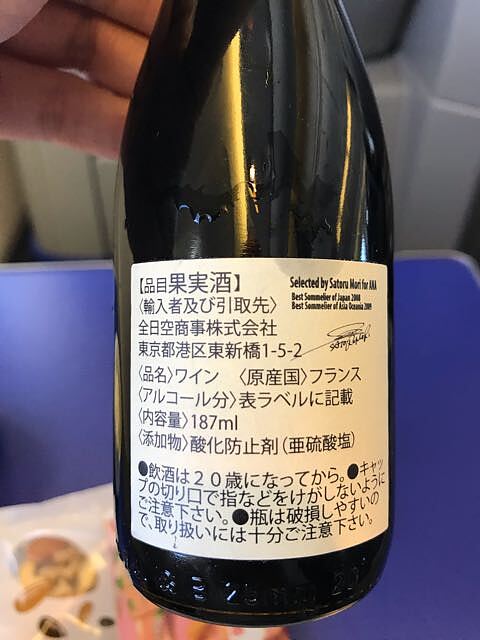 【品目果実酒】
Selected by Satoru Mori for ANA
Best Sommelier of Japan 2008
Best Sommelier of Asia Oceania 2009
〈輸入者及び引取先〉
全日空商事株式会社
東京都港区東新橋1-5-2
〈品名〉ワイン 〈原産国〉フランス
〈アルコール分〉表ラベルに記載
〈内容量〉187ml
〈添加物〉酸化防止剤(亜硫酸塩)
●飲酒は20歳になってから。●キャッ
プの切り口で指などをけがしないように
ご注意下さい。●瓶は破損しやすいの
で、取り扱いには十分ご注意下さい。